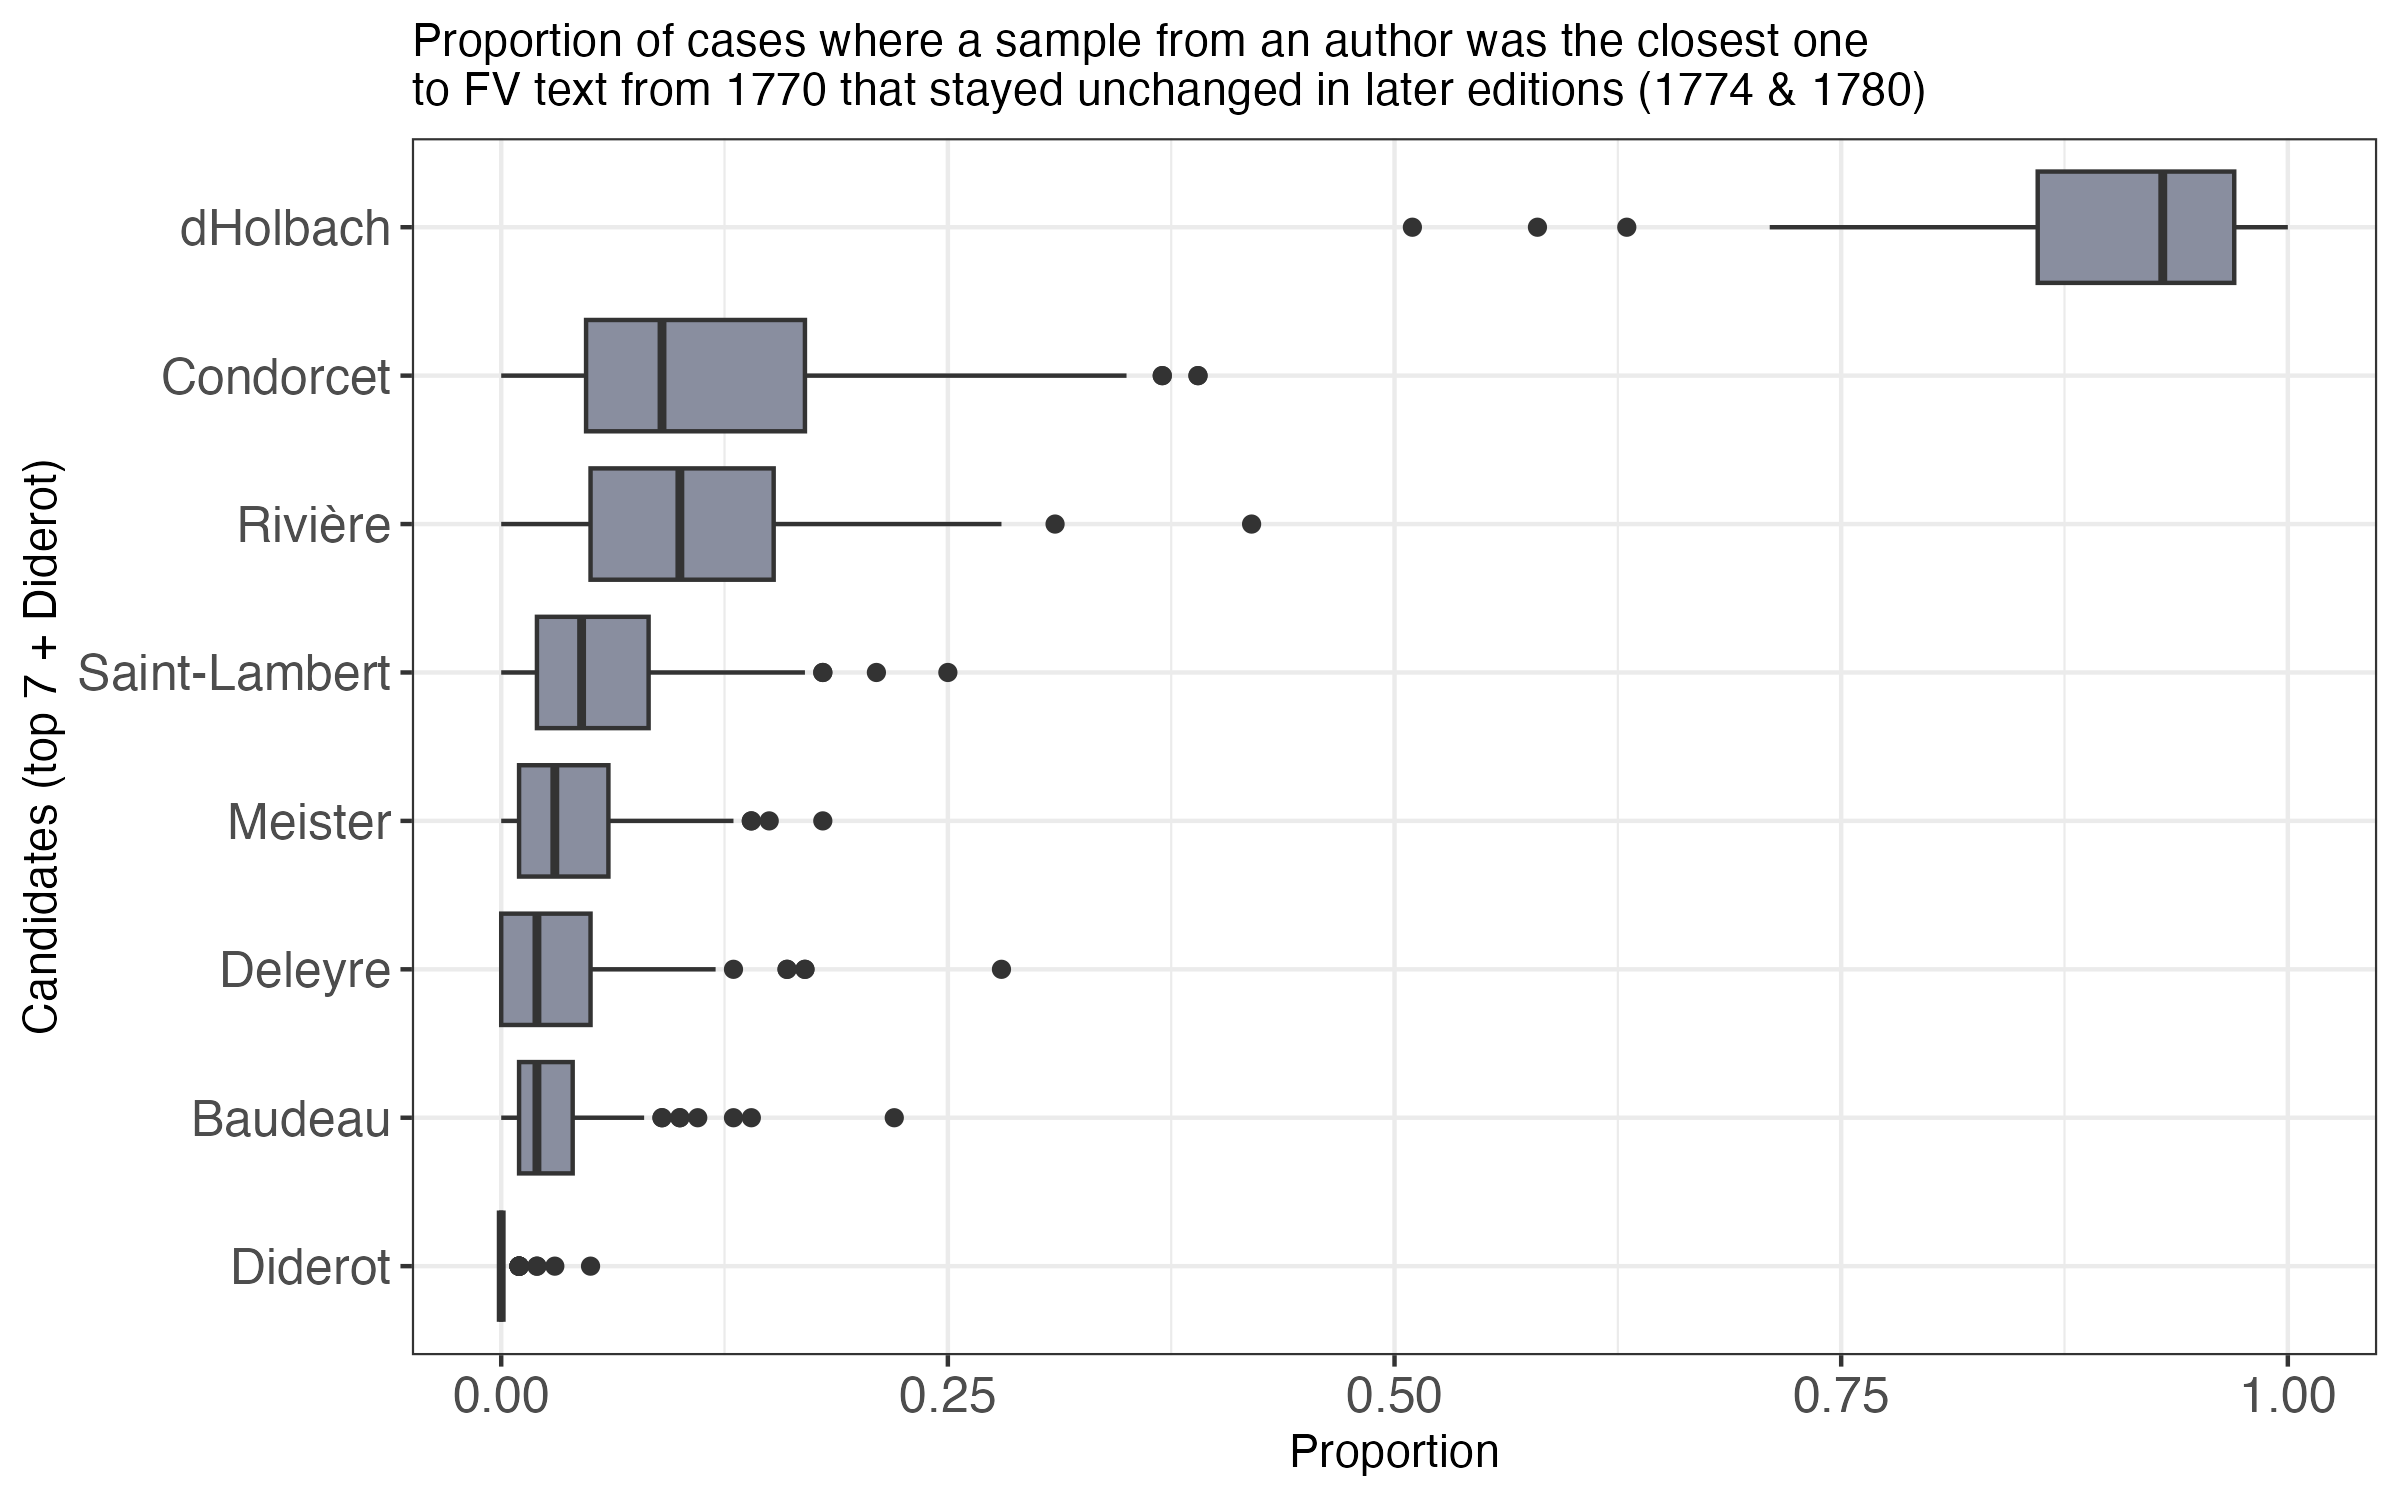 Proportion of cases where a sample from an author was the closest one
to FV text from 1770 that stayed unchanged in later editions (1774 & 1780)
Candidates (top 7 + Diderot)
dHolbach
Condorcet
Rivière
Saint-Lambert
Meister
Deleyre
Baudeau
Diderot
0.00 0.25 0.50 0.75 1.00
Proportion